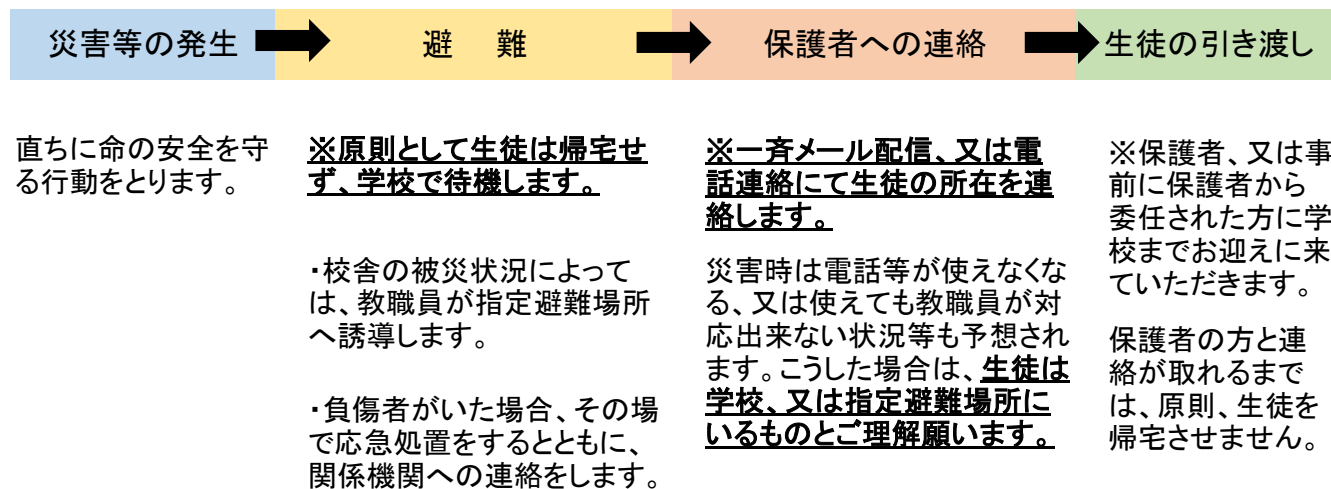 災害等の発生
避 難
保護者への連絡
生徒の引き渡し
直ちに命の安全を守
る行動をとります。
※原則として生徒は帰宅せ
ず、学校で待機します。
・校舎の被災状況によって
は、教職員が指定避難場所
へ誘導します。
・負傷者がいた場合、その場
で応急処置をするとともに、
関係機関への連絡をします。
※一斉メール配信、又は電
話連絡にて生徒の所在を連
絡します。
災害時は電話等が使えなくな
る、又は使えても教職員が対
応出来ない状況等も予想され
ます。こうした場合は、生徒は
学校、又は指定避難場所に
いるものとご理解願います。
※保護者、又は事
前に保護者から
委任された方に学
校までお迎えに来
ていただきます。
保護者の方と連
絡が取れるまで
は、原則、生徒を
帰宅させません。